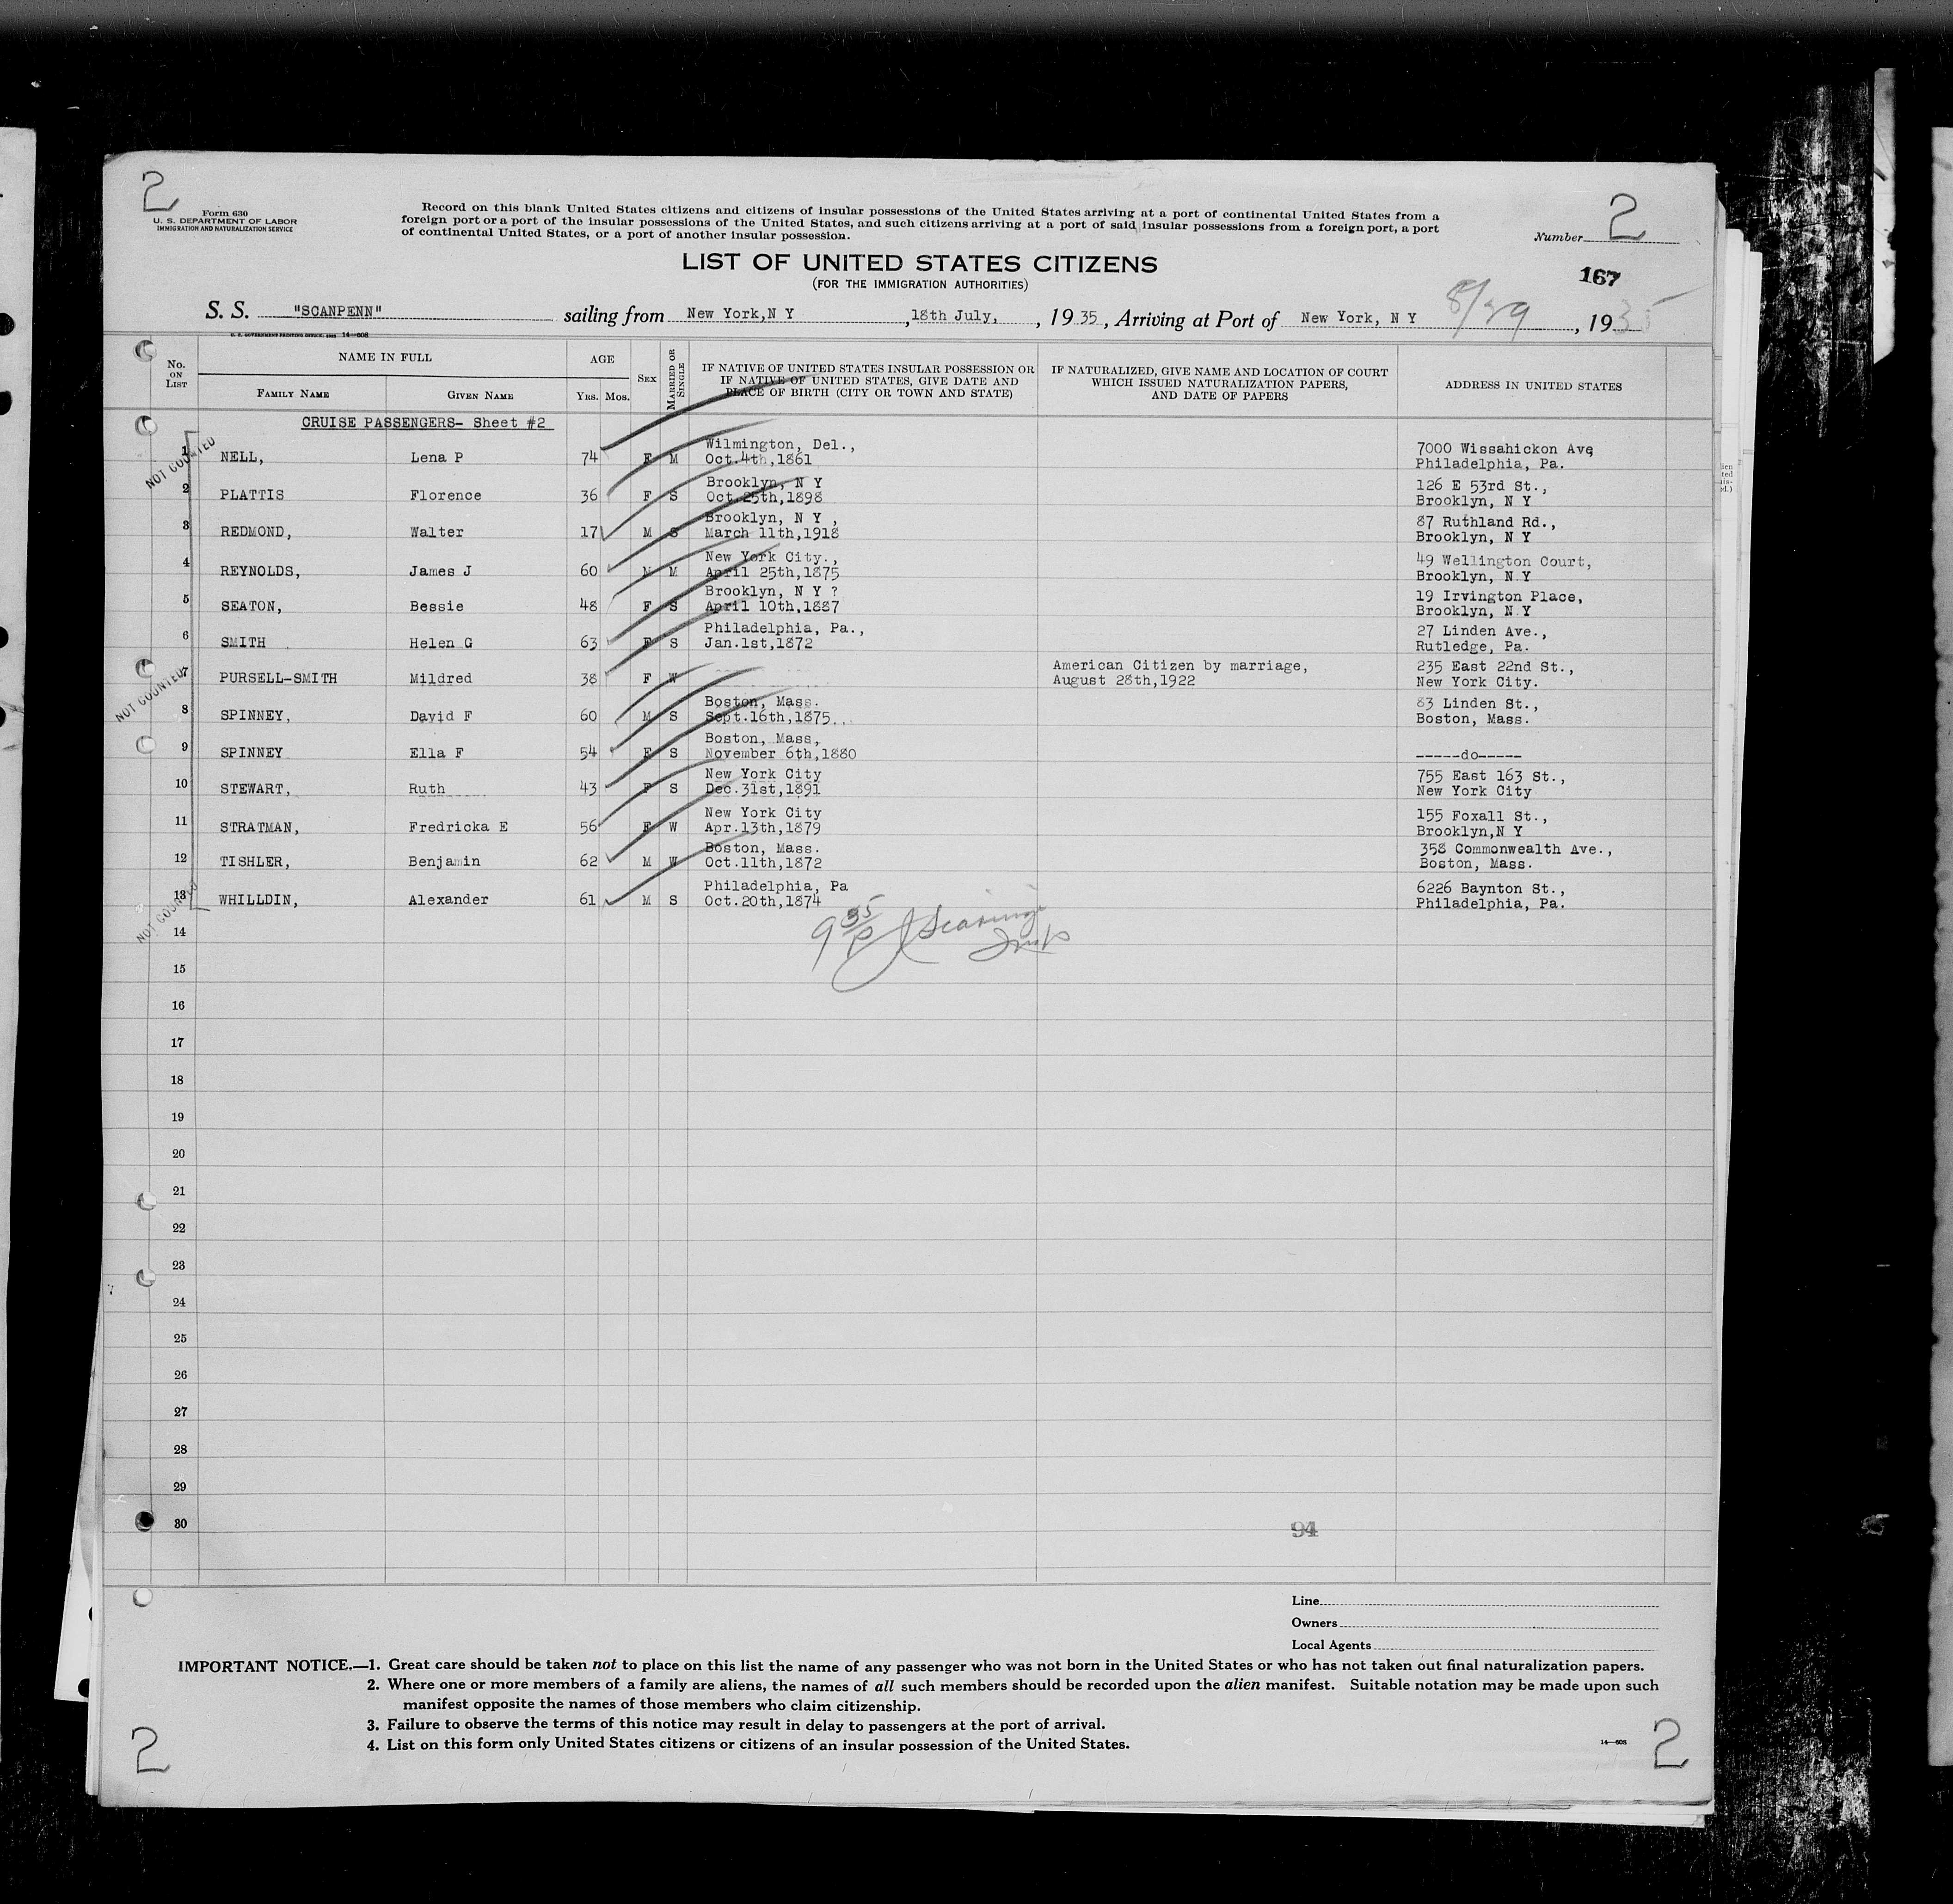 2
Form 630
U. S. DEPARTMENT OF LABOR
IMMIGRATION AND NATURALIZATION SERVICE
Record on this blank United States citizens and citizens of insular possessions of the United States arriving at a port of continental United States from a
foreign port or a port of the insular possessions of the United States, and such citizens arriving at a port of said insular possessions from a foreign port, a port
of continental United States, or a port of another insular possession.
Number 2
LIST OF UNITED STATES CITIZENS
(FOR THE IMMIGRATION AUTHORITIES)
167
S. S. "SCANPENN" sailing from New York,N Y , 18th July, , 19 35 , Arriving at Port of New York, N Y 8/29 , 1935
U. S. GOVERNMENT PRINTING OFFICE 14—608
No. ON LIST
NAME IN FULL
FAMILY NAME GIVEN NAME
AGE
YRS. MOS.
SEX
MARRIED OR SINGLE
IF NATIVE OF UNITED STATES INSULAR POSSESSION OR
IF NATIVE OF UNITED STATES, GIVE DATE AND
PLACE OF BIRTH (CITY OR TOWN AND STATE)
IF NATURALIZED, GIVE NAME AND LOCATION OF COURT
WHICH ISSUED NATURALIZATION PAPERS,
AND DATE OF PAPERS
ADDRESS IN UNITED STATES
CRUISE PASSENGERS- Sheet #2
NOT COUNTED
Wilmington, Del., 7000 Wissahickon Ave
1 NELL, Lena P 74 F M Oct.4th,1861 Philadelphia, Pa.
Brooklyn, N Y 126 E 53rd St.,
2 PLATTIS Florence 36 F S Oct.25th,1898 Brooklyn, N Y
Brooklyn, N Y , 87 Ruthland Rd.,
3 REDMOND, Walter 17 M S March 11th,1918 Brooklyn, N Y
New York City., 49 Wellington Court,
4 REYNOLDS, James J 60 M M April 25th,1875 Brooklyn, N Y
Brooklyn, N Y ? 19 Irvington Place,
5 SEATON, Bessie 48 F S April 10th,1887 Brooklyn, N Y
Philadelphia, Pa., 27 Linden Ave.,
6 SMITH Helen G 63 F S Jan.1st,1872 Rutledge, Pa.
American Citizen by marriage, 235 East 22nd St.,
7 PURSELL-SMITH Mildred 38 F W August 28th,1922 New York City.
NOT COUNTED
Boston, Mass. 83 Linden St.,
8 SPINNEY, David F 60 M S Sept.16th,1875 Boston, Mass.
Boston, Mass,
9 SPINNEY Ella F 54 F S November 6th,1880 -----do-----
New York City 755 East 163 St.,
10 STEWART, Ruth 43 F S Dec.31st,1891 New York City
New York City 155 Foxall St.,
11 STRATMAN, Fredricka E 56 F W Apr.13th,1879 Brooklyn,N Y
Boston, Mass. 358 Commonwealth Ave.,
12 TISHLER, Benjamin 62 M W Oct.11th,1872 Boston, Mass.
Philadelphia, Pa 6226 Baynton St.,
13 WHILLDIN, Alexander 61 M S Oct.20th,1874 Philadelphia, Pa.
NOT COUNTED
14
15
16
17
18
19
20
21
22
23
24
25
26
27
28
29
30
94
Line
Owners
Local Agents
IMPORTANT NOTICE.—1. Great care should be taken not to place on this list the name of any passenger who was not born in the United States or who has not taken out final naturalization papers.
2. Where one or more members of a family are aliens, the names of all such members should be recorded upon the alien manifest. Suitable notation may be made upon such
manifest opposite the names of those members who claim citizenship.
3. Failure to observe the terms of this notice may result in delay to passengers at the port of arrival.
4. List on this form only United States citizens or citizens of an insular possession of the United States.
14—608
2
2